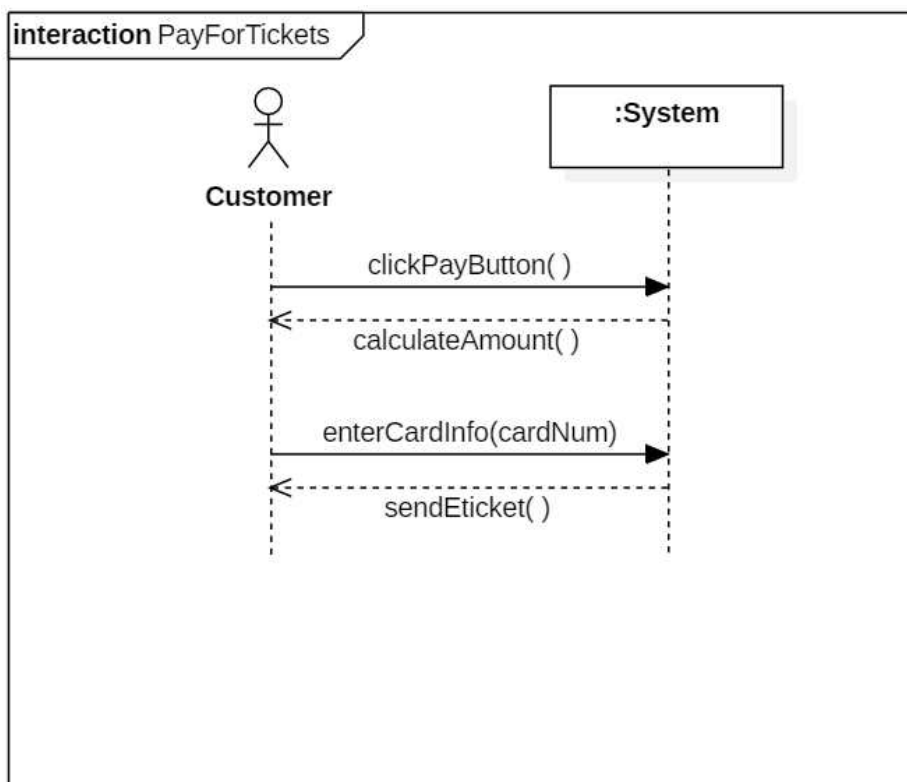 interaction PayForTickets
:System
Customer
clickPayButton( )
calculateAmount( )
enterCardInfo(cardNum)
sendEticket( )